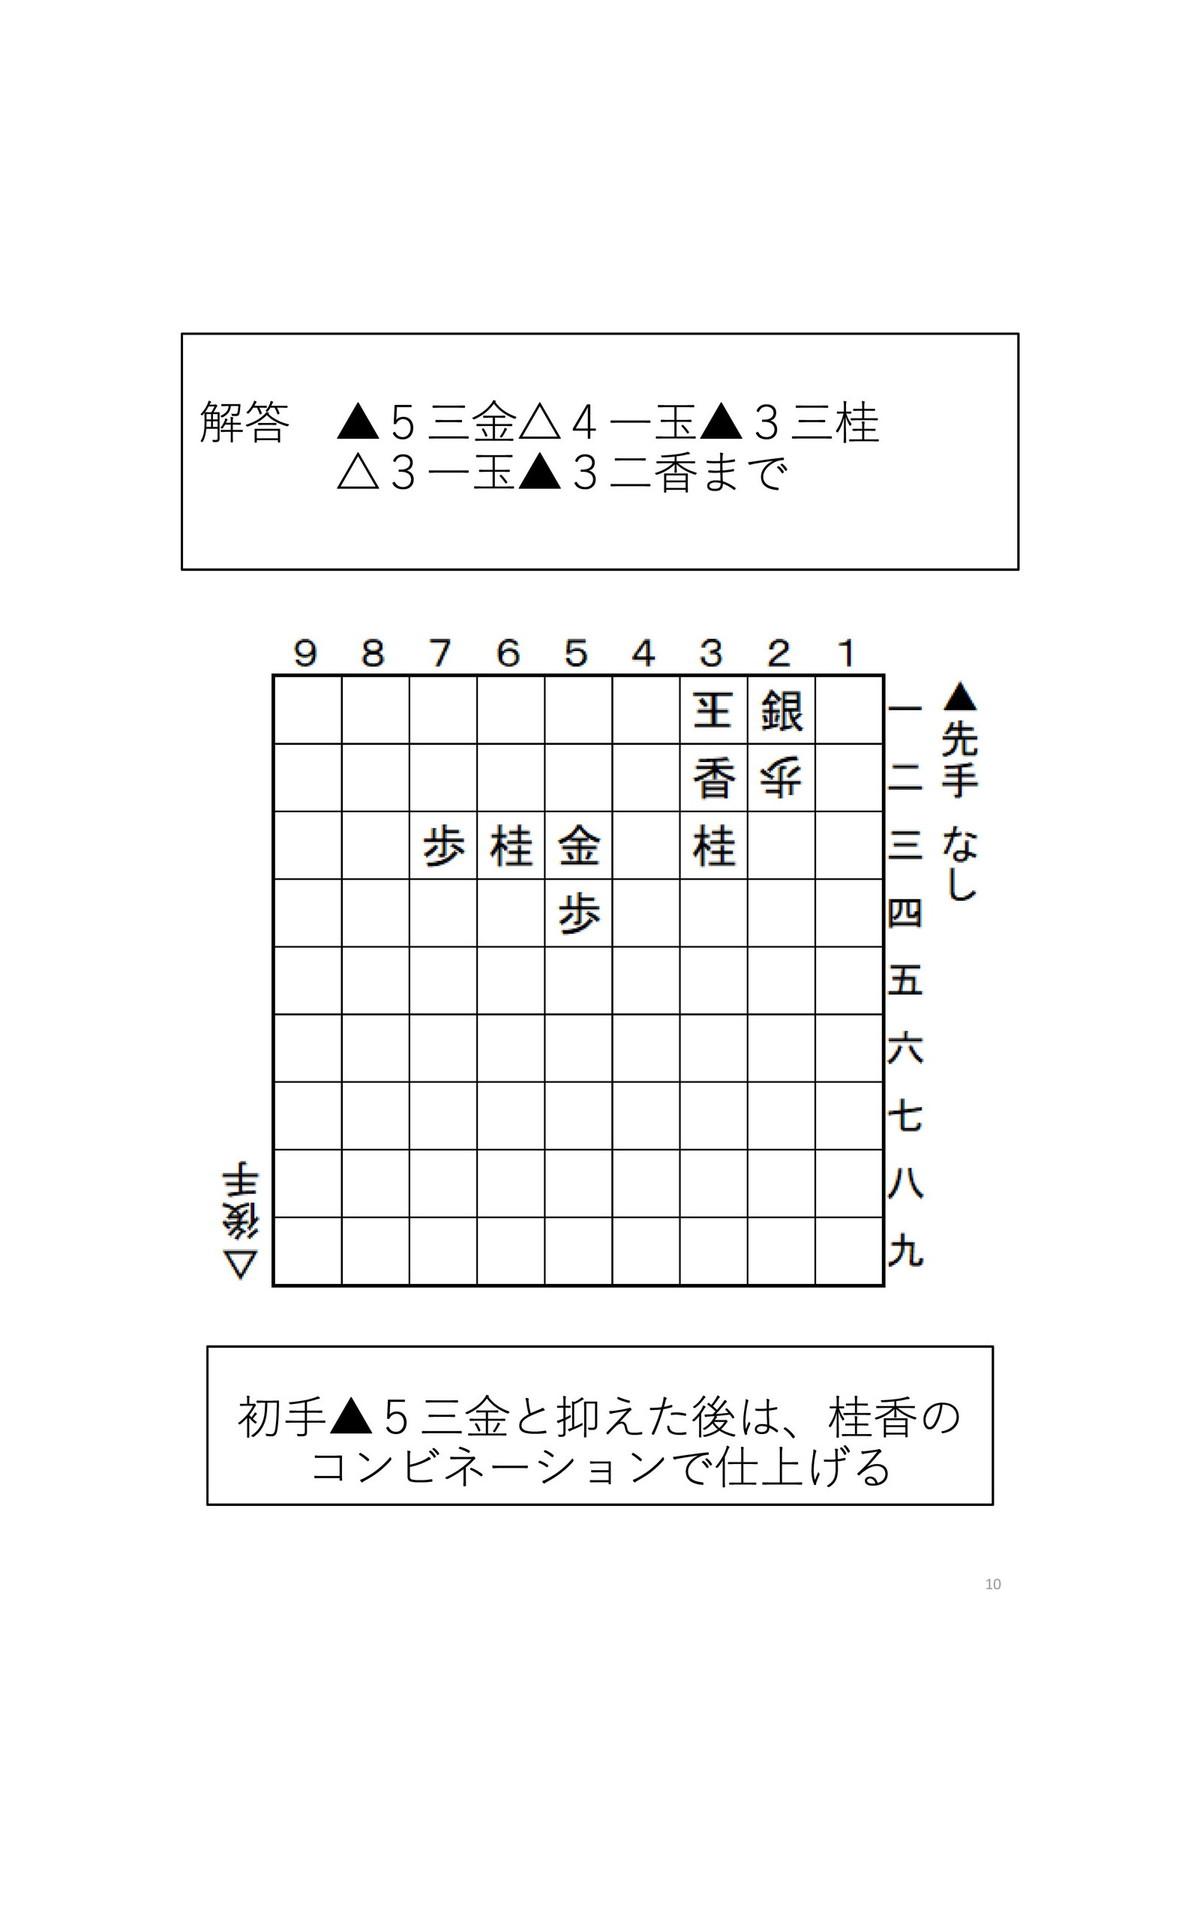 解答　▲５三金△４一玉▲３三桂
△３一玉▲３二香まで
9 8 7 6 5 4 3 2 1
王 銀 一
香 歩 二
歩 桂 金 桂 三
歩 四
五
六
七
八
九
▲先手 なし
△後手
初手▲５三金と抑えた後は、桂香の
コンビネーションで仕上げる
10